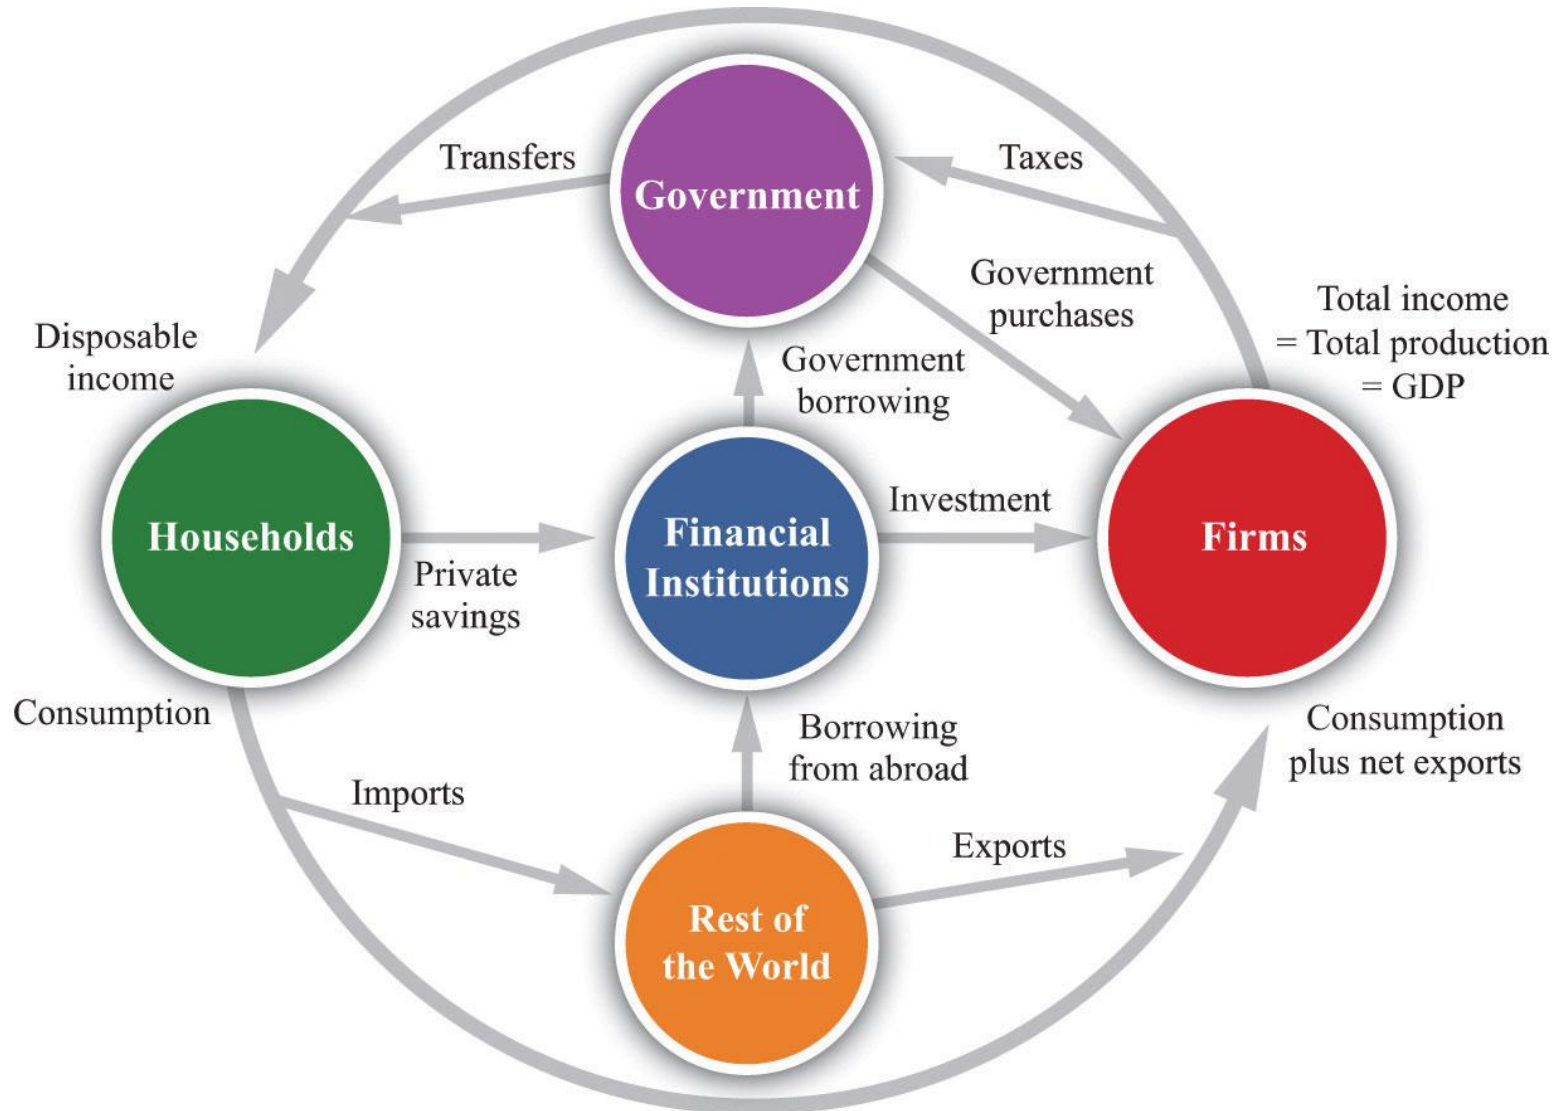 Transfers
Taxes
Government
Government
purchases
Total income
= Total production
= GDP
Disposable
income
Government
borrowing
Households
Private
savings
Financial
Institutions
Investment
Firms
Consumption
Imports
Borrowing
from abroad
Consumption
plus net exports
Exports
Rest of
the World